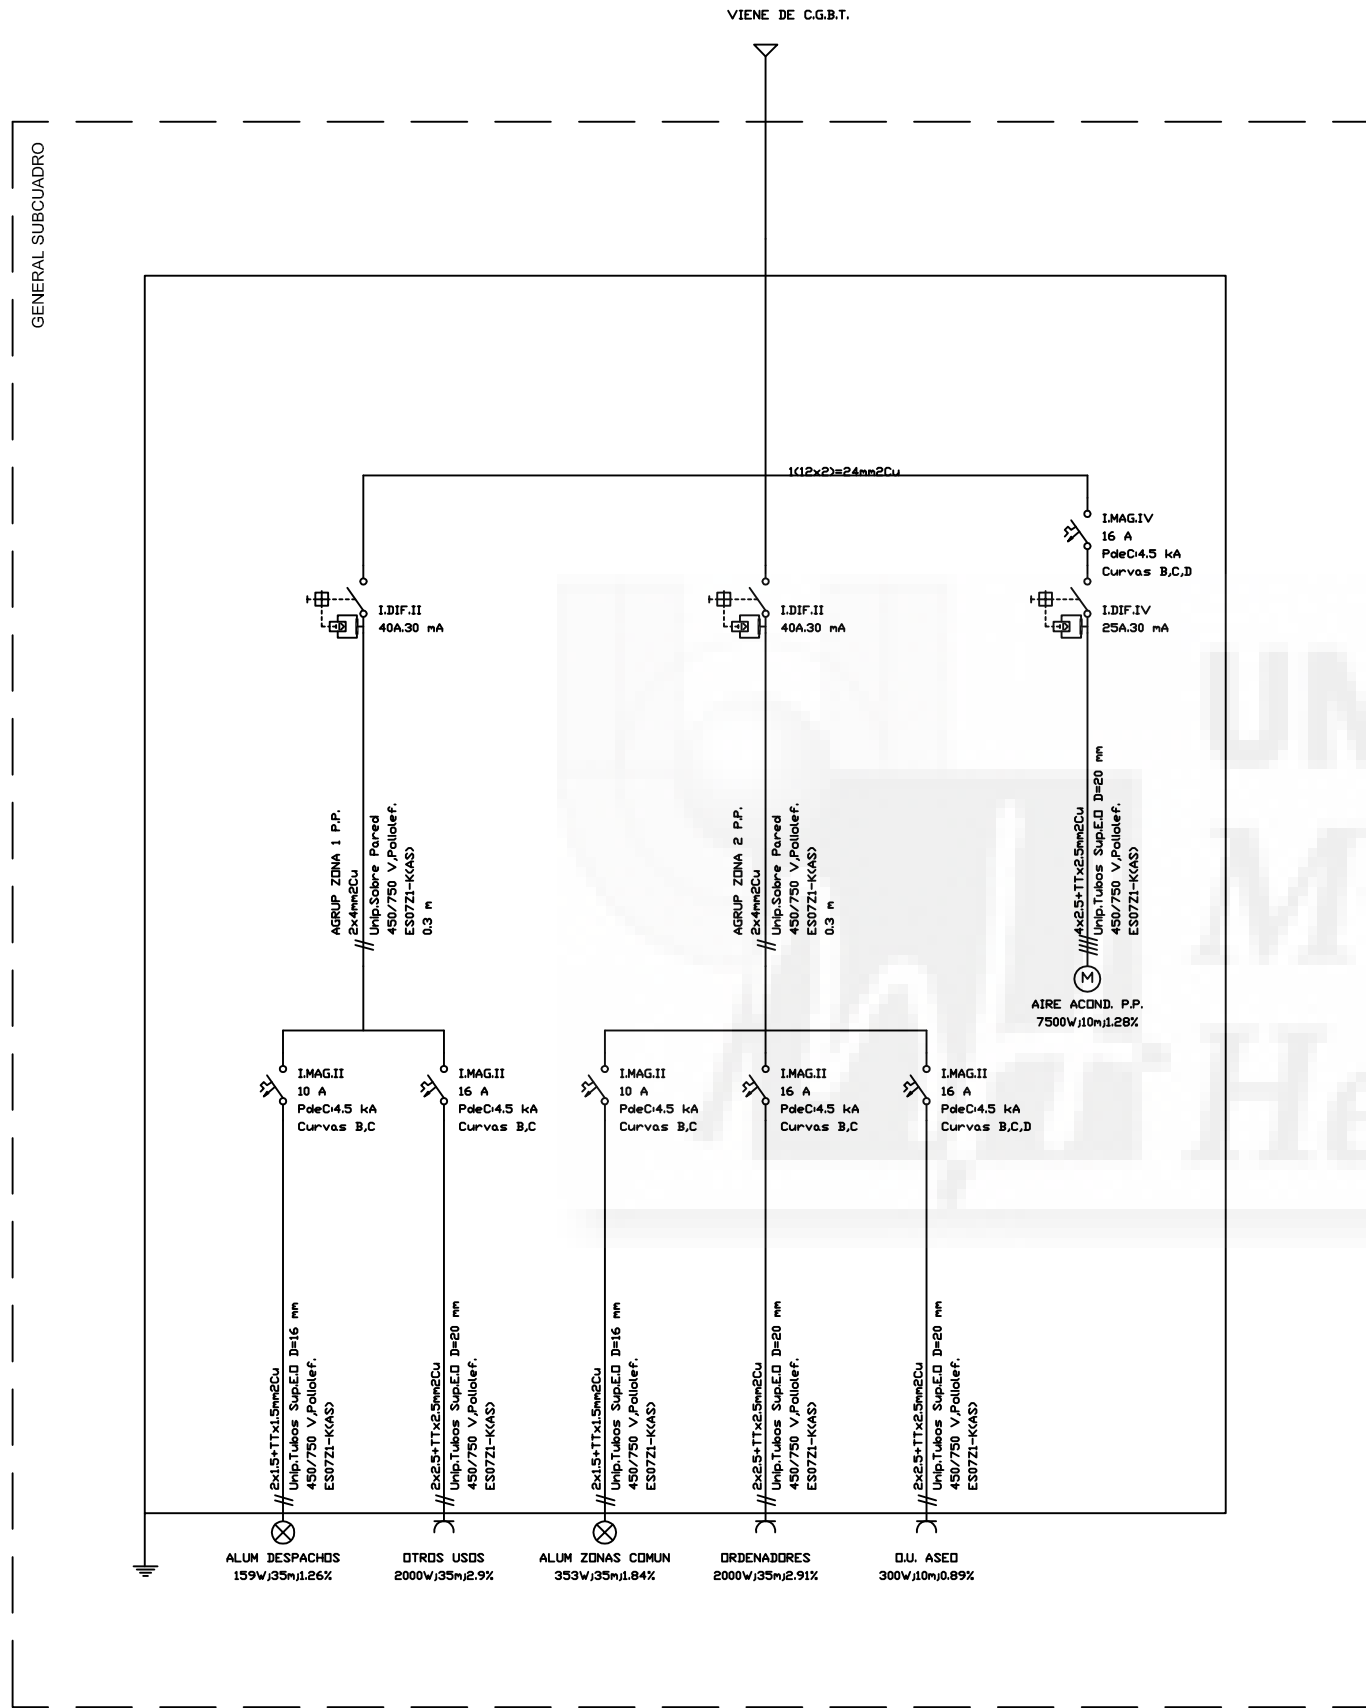 VIENE DE C.G.B.T.
GENERAL SUBCUADRO
1(12x2)=24mm2Cu
I.MAG.IV
16 A
PdeC:4.5 kA
Curvas B,C,D
I.DIF.II
40A.30 mA
I.DIF.II
40A.30 mA
I.DIF.IV
25A.30 mA
AGRUP ZONA 1 P.P.
2x4mm2Cu
Unip.Sobre Pared
450/750 V,Poliolef.
ES07Z1-K(AS)
0.3 m
AGRUP ZONA 2 P.P.
2x4mm2Cu
Unip.Sobre Pared
450/750 V,Poliolef.
ES07Z1-K(AS)
0.3 m
4x2.5+TTx2.5mm2Cu
Unip.Tubos Sup.E.O D=20 mm
450/750 V,Poliolef.
ES07Z1-K(AS)
M
AIRE ACOND. P.P.
7500W;10m;1.28%
I.MAG.II
10 A
PdeC:4.5 kA
Curvas B,C
I.MAG.II
16 A
PdeC:4.5 kA
Curvas B,C
I.MAG.II
10 A
PdeC:4.5 kA
Curvas B,C
I.MAG.II
16 A
PdeC:4.5 kA
Curvas B,C
I.MAG.II
16 A
PdeC:4.5 kA
Curvas B,C,D
2x1.5+TTx1.5mm2Cu
Unip.Tubos Sup.E.O D=16 mm
450/750 V,Poliolef.
ES07Z1-K(AS)
2x2.5+TTx2.5mm2Cu
Unip.Tubos Sup.E.O D=20 mm
450/750 V,Poliolef.
ES07Z1-K(AS)
2x1.5+TTx1.5mm2Cu
Unip.Tubos Sup.E.O D=16 mm
450/750 V,Poliolef.
ES07Z1-K(AS)
2x2.5+TTx2.5mm2Cu
Unip.Tubos Sup.E.O D=20 mm
450/750 V,Poliolef.
ES07Z1-K(AS)
2x2.5+TTx2.5mm2Cu
Unip.Tubos Sup.E.O D=20 mm
450/750 V,Poliolef.
ES07Z1-K(AS)
ALUM DESPACHOS
159W;35m;1.26%
OTROS USOS
2000W;35m;2.9%
ALUM ZONAS COMUN
353W;35m;1.84%
ORDENADORES
2000W;35m;2.91%
O.U. ASEO
300W;10m;0.89%
UN
M
He